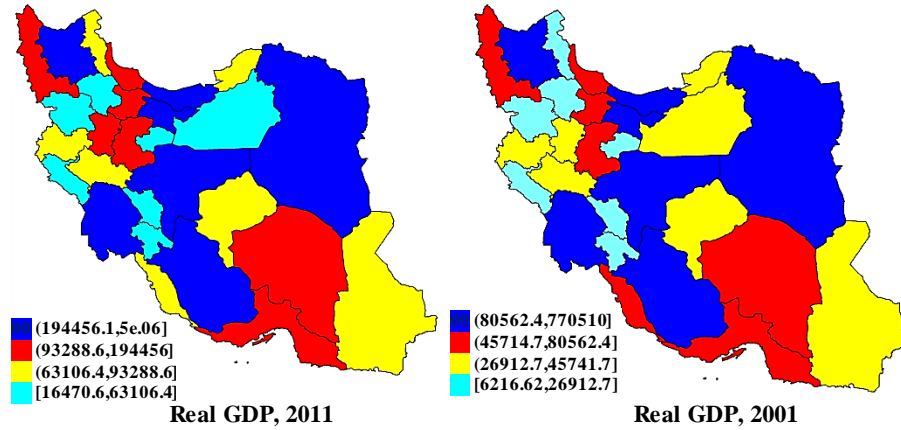 (194456.1,5e.06]
(93288.6,194456]
(63106.4,93288.6]
[16470.6,63106.4]
Real GDP, 2011
(80562.4,770510]
(45714.7,80562.4]
(26912.7,45741.7]
[6216.62,26912.7]
Real GDP, 2001